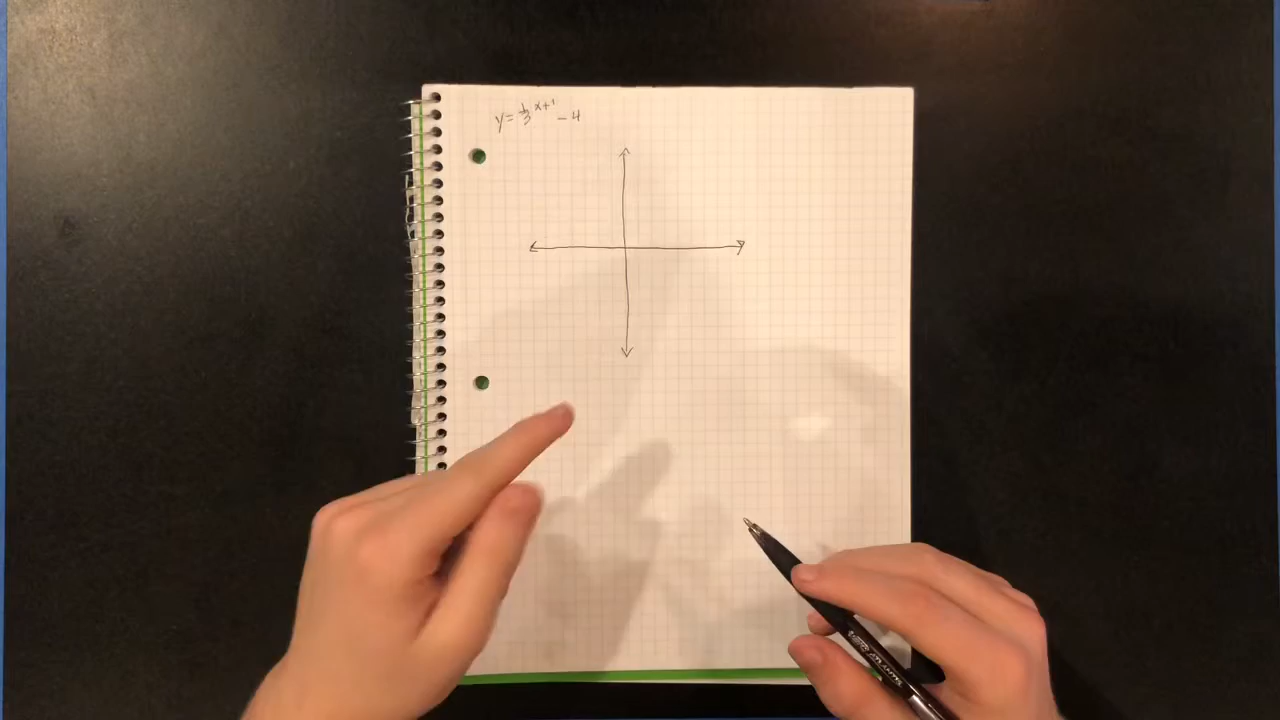 y = 1/3^{x+1} - 4